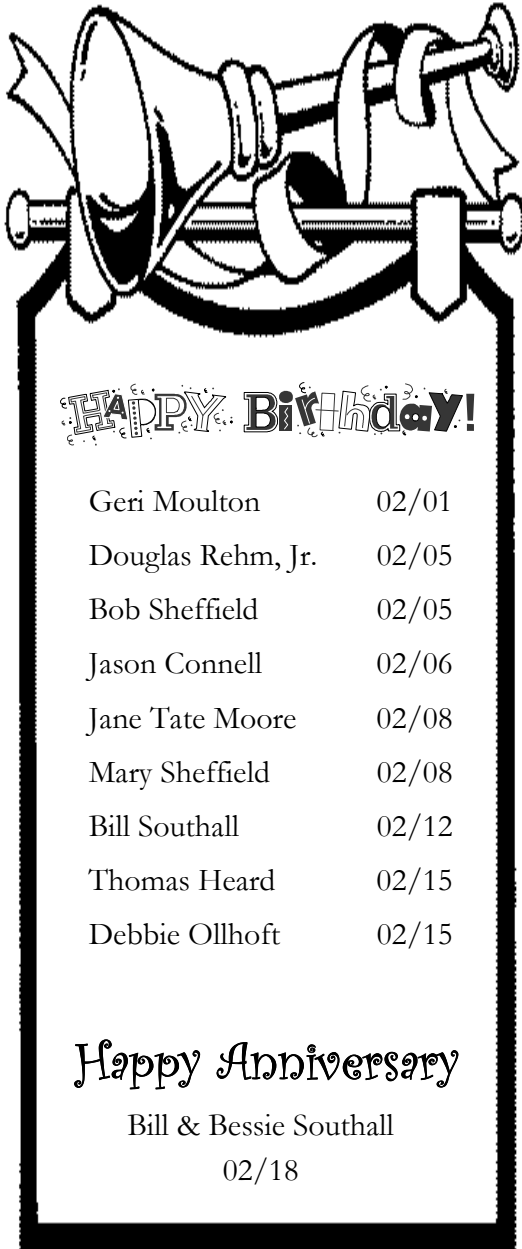 HAPPY Birthday!
Geri Moulton 02/01
Douglas Rehm, Jr. 02/05
Bob Sheffield 02/05
Jason Connell 02/06
Jane Tate Moore 02/08
Mary Sheffield 02/08
Bill Southall 02/12
Thomas Heard 02/15
Debbie Ollhoft 02/15
Happy Anniversary
Bill & Bessie Southall
02/18